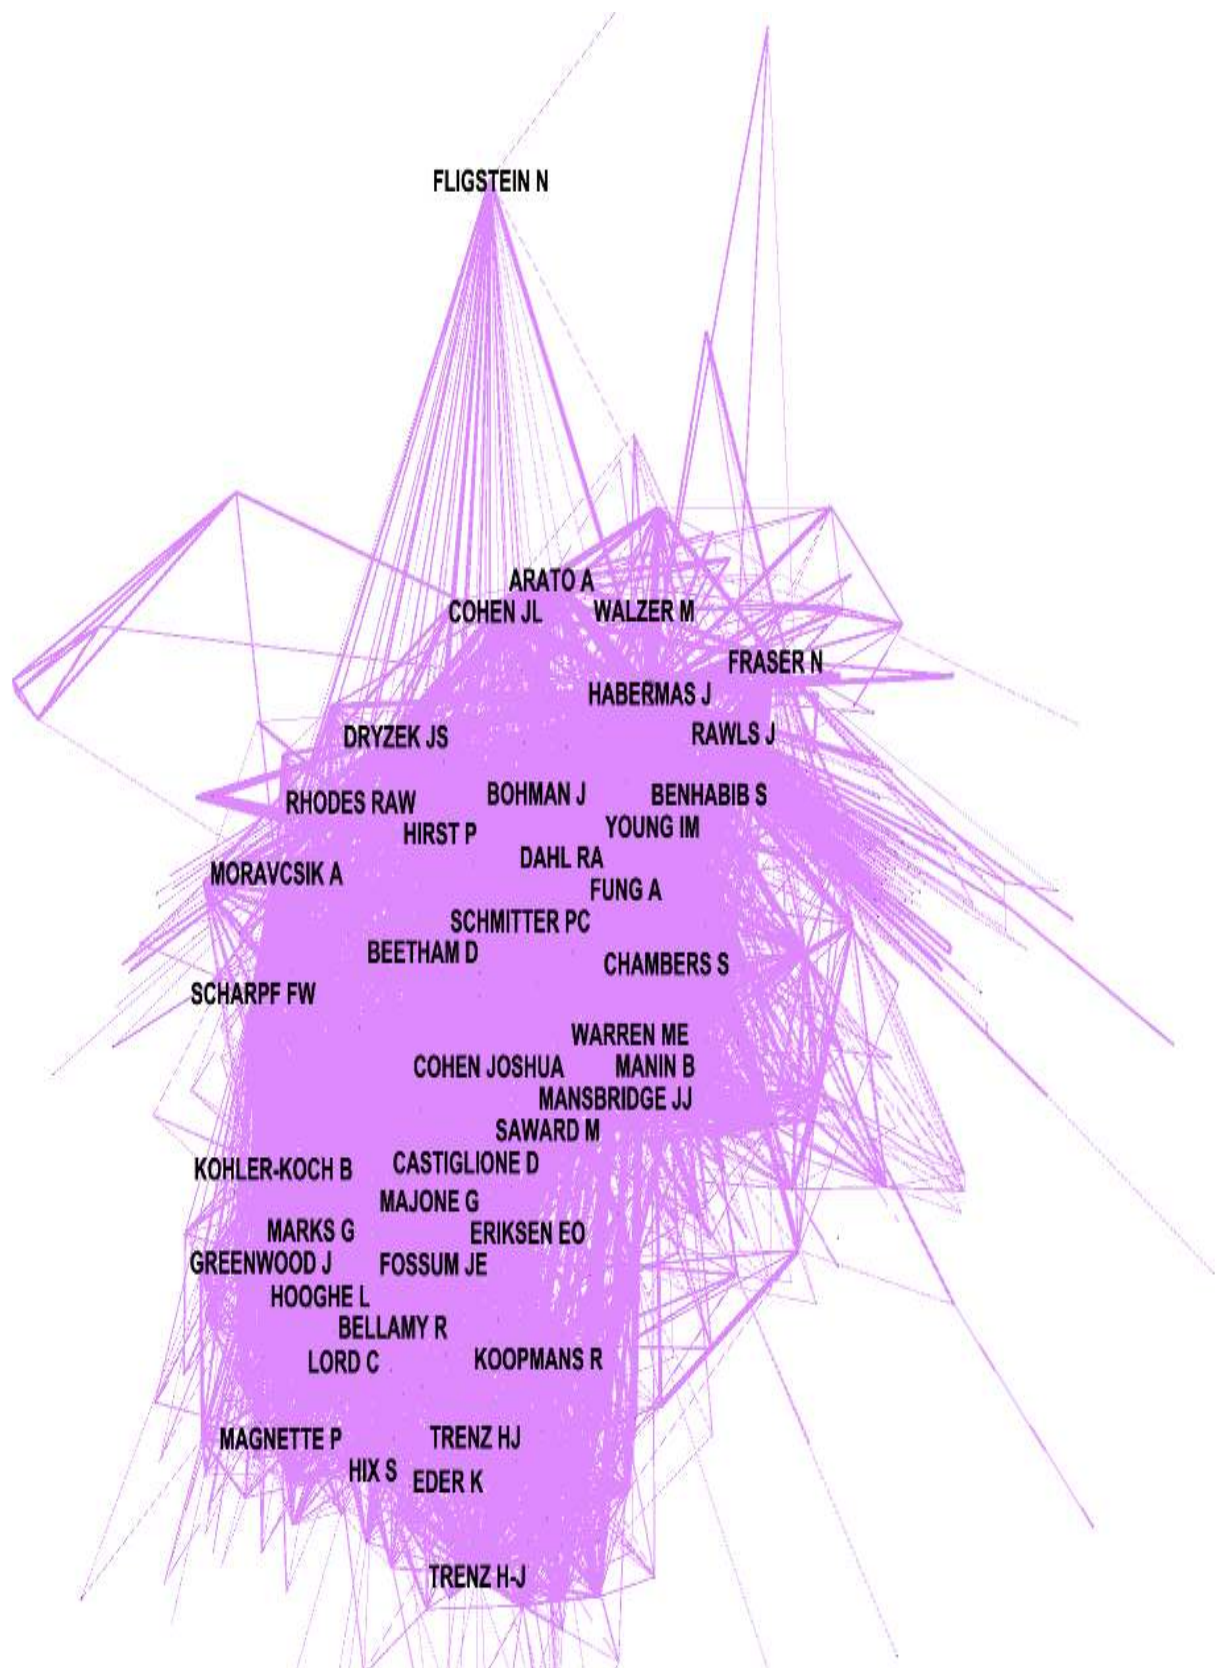 FLIGSTEIN N
ARATO A
COHEN JL
WALZER M
FRASER N
HABERMAS J
RAWLS J
DRYZEK JS
BOHMAN J
BENHABIB S
RHODES RAW
YOUNG IM
HIRST P
DAHL RA
MORAVCSIK A
FUNG A
SCHMITTER PC
BEETHAM D
CHAMBERS S
SCHARPF FW
WARREN ME
COHEN JOSHUA
MANIN B
MANSBRIDGE JJ
SAWARD M
KOHLER-KOCH B
CASTIGLIONE D
MAJONE G
MARKS G
ERIKSEN EO
GREENWOOD J
FOSSUM JE
HOOGHE L
BELLAMY R
LORD C
KOOPMANS R
MAGNETTE P
TRENZ HJ
HIX S
EDER K
TRENZ H-J